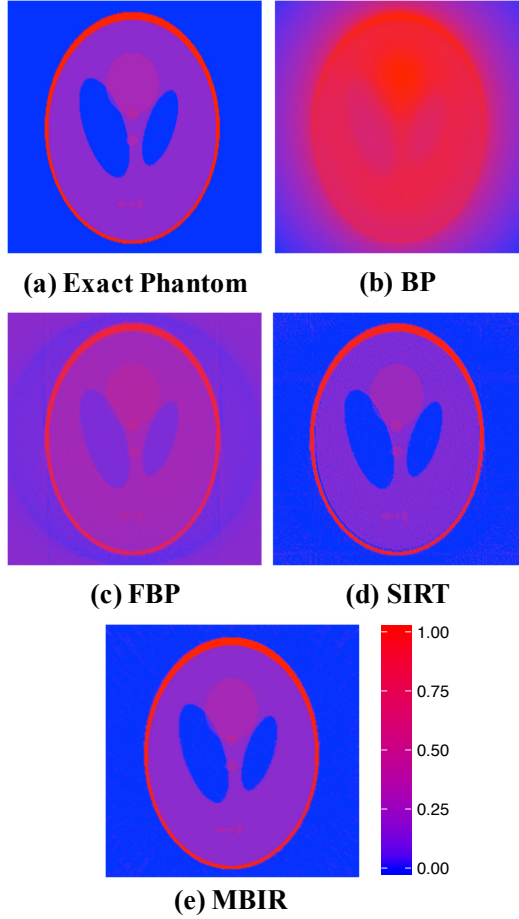 (a) Exact Phantom
(b) BP
(c) FBP
(d) SIRT
1.00
0.75
0.50
0.25
0.00
(e) MBIR